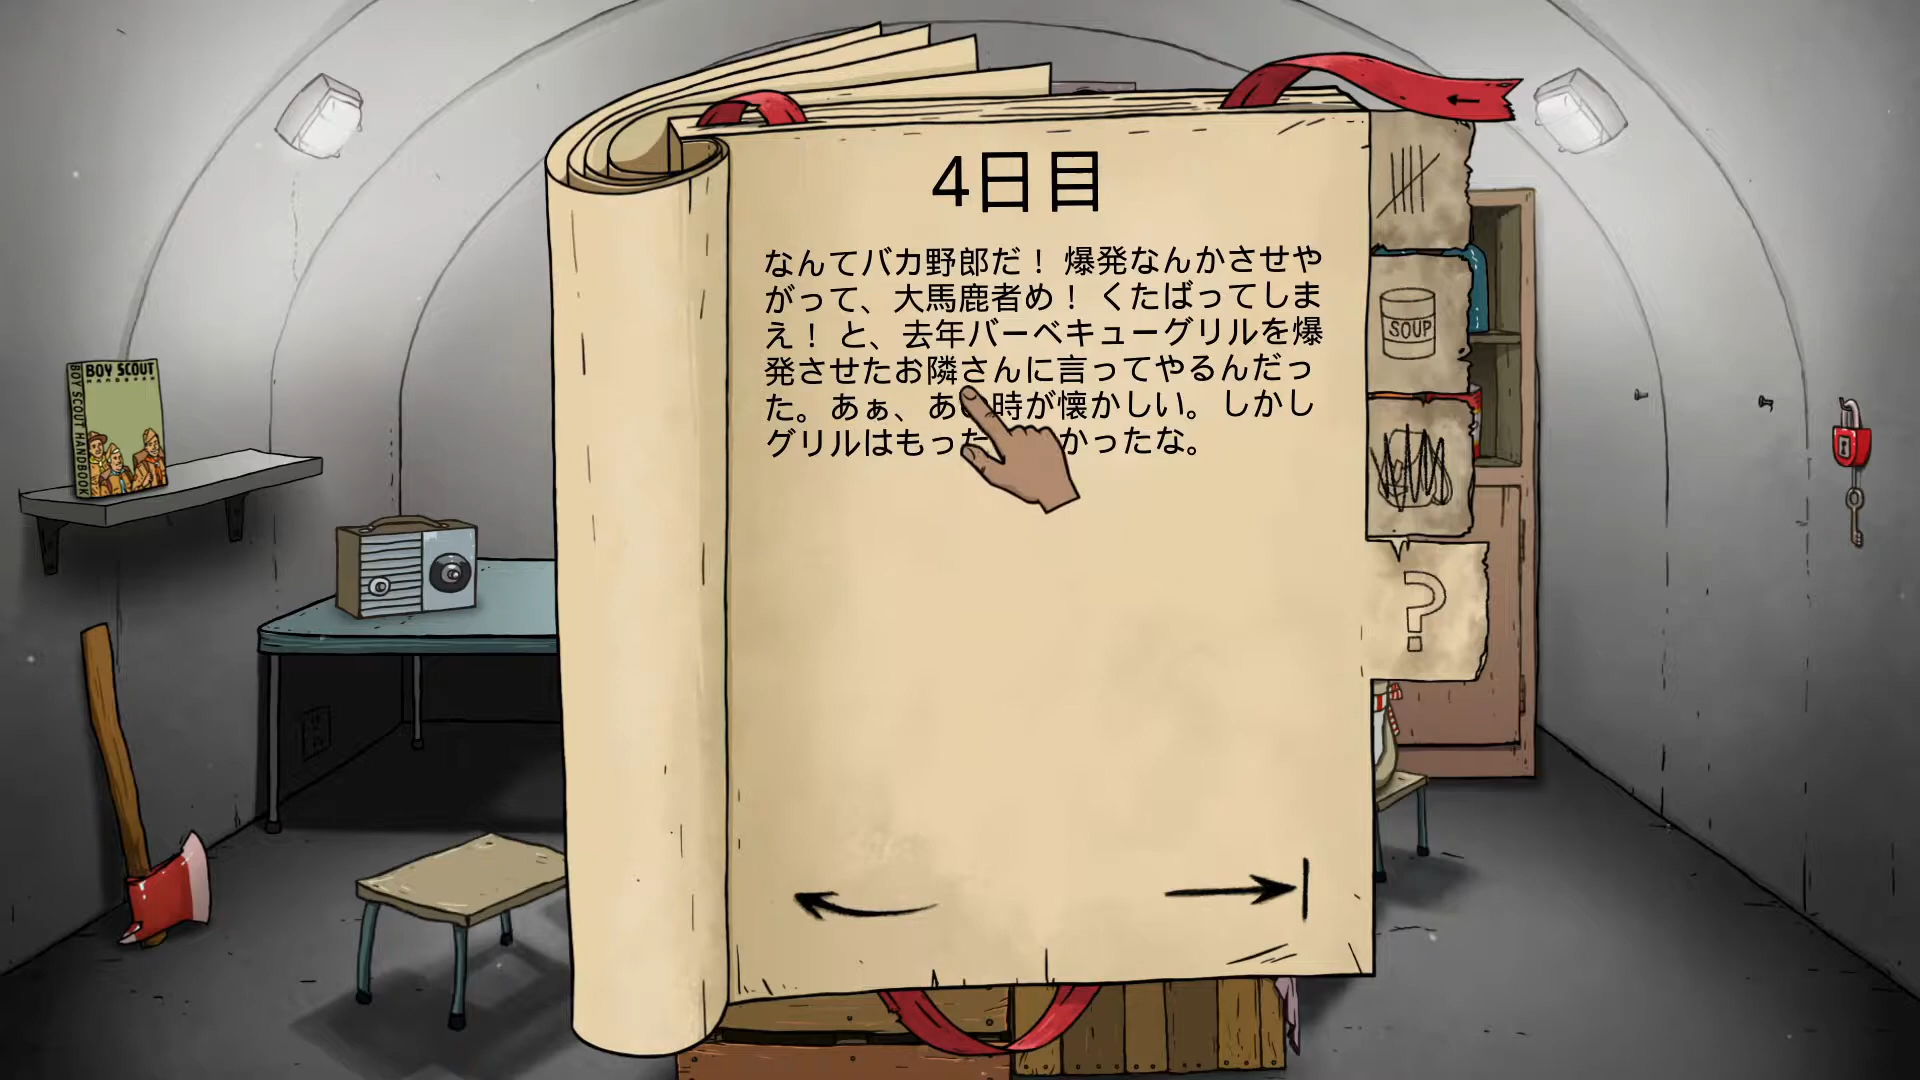 4日目
なんてバカ野郎だ！ 爆発なんかさせや
がって、大馬鹿者め！ くたばってしま
え！ と、去年バーベキューグリルを爆
発させたお隣さんに言ってやるんだっ
た。あぁ、あ 時が懐かしい。しかし
グリルはもった かったな。
SOUP
BOY SCOUT
HANDBOOK
BOY SCOUT HANDBOOK